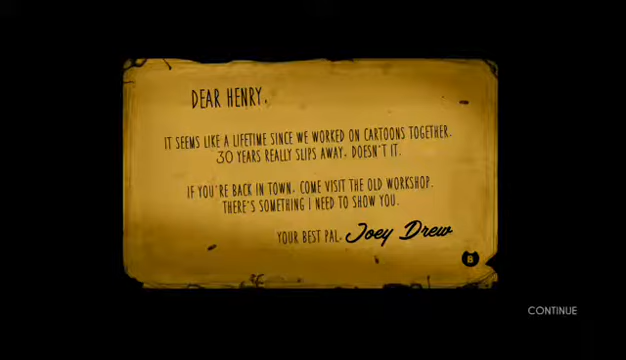 DEAR HENRY,
IT SEEMS LIKE A LIFETIME SINCE WE WORKED ON CARTOONS TOGETHER.
30 YEARS REALLY SLIPS AWAY, DOESN'T IT.
IF YOU'RE BACK IN TOWN, COME VISIT THE OLD WORKSHOP.
THERE'S SOMETHING I NEED TO SHOW YOU.
YOUR BEST PAL, Joey Drew
B
CONTINUE